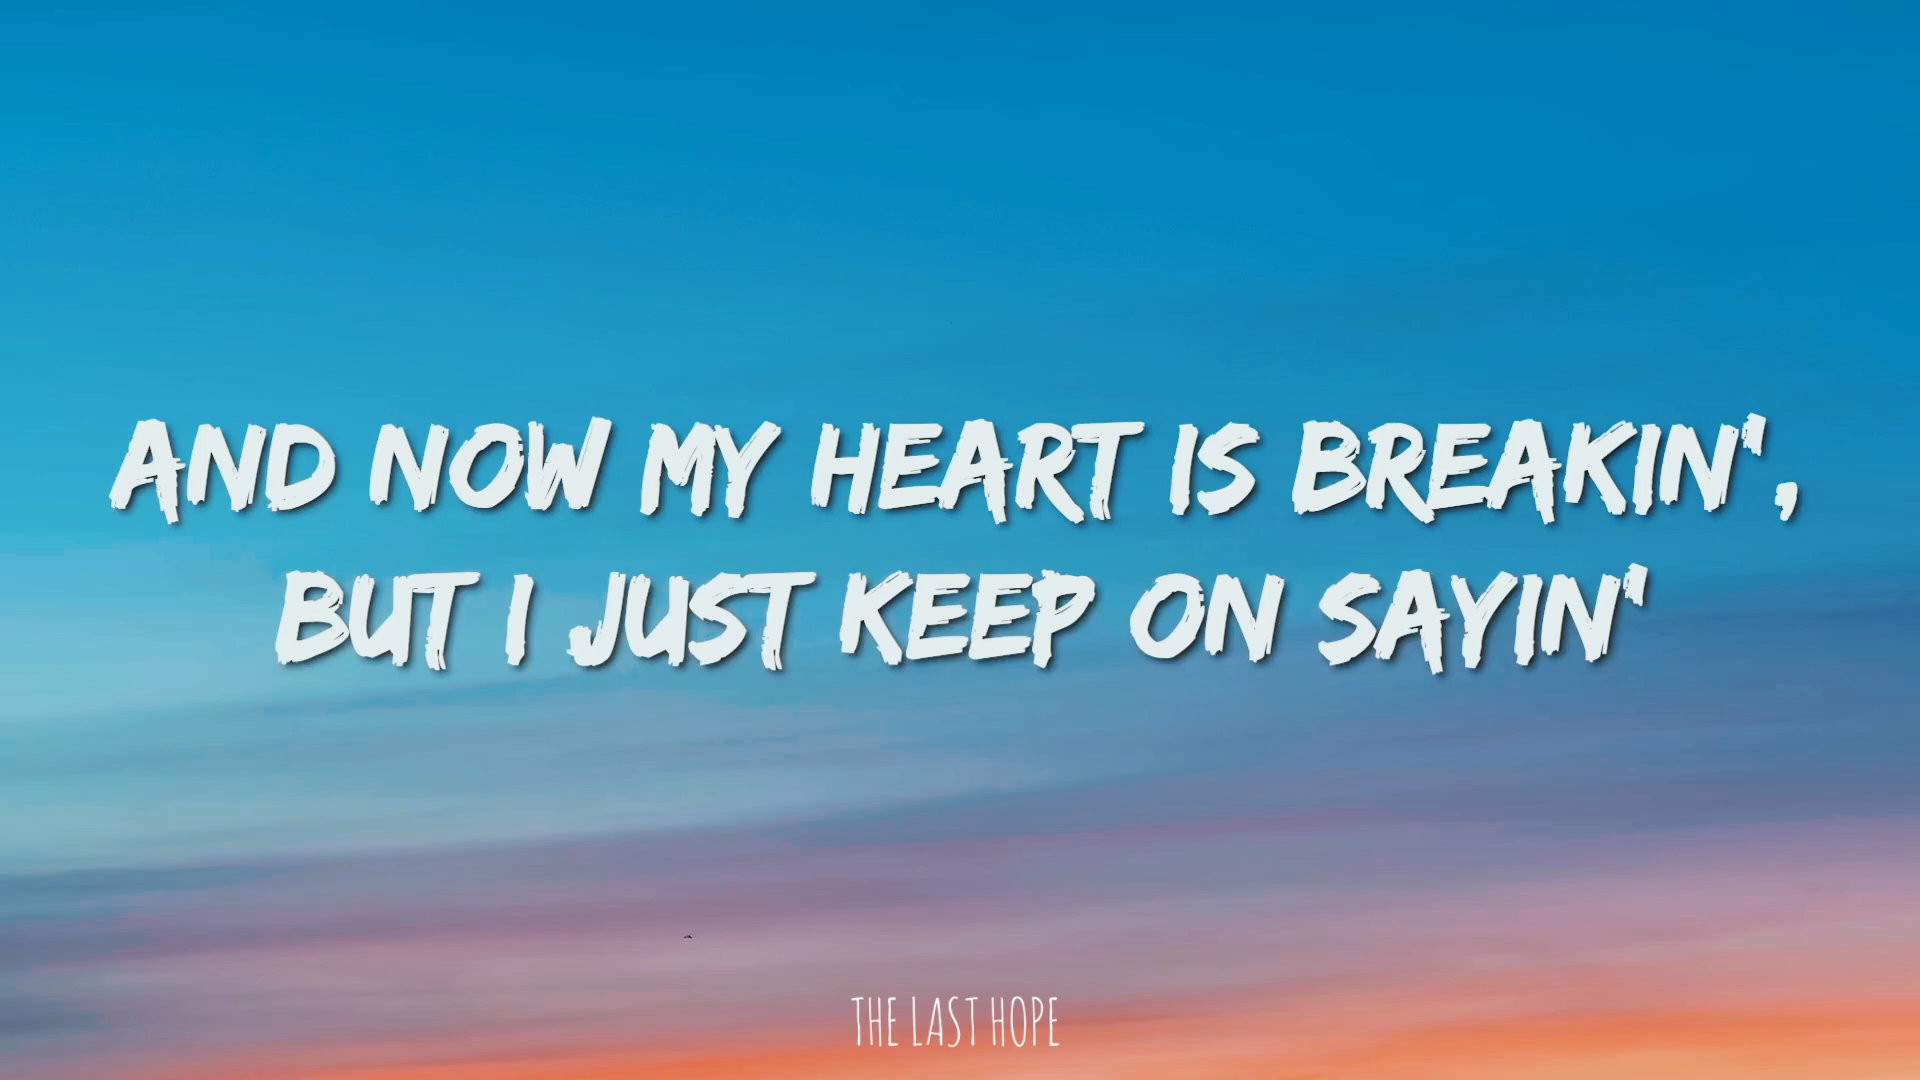 AND NOW MY HEART IS BREAKIN',
BUT I JUST KEEP ON SAYIN'
THE LAST HOPE